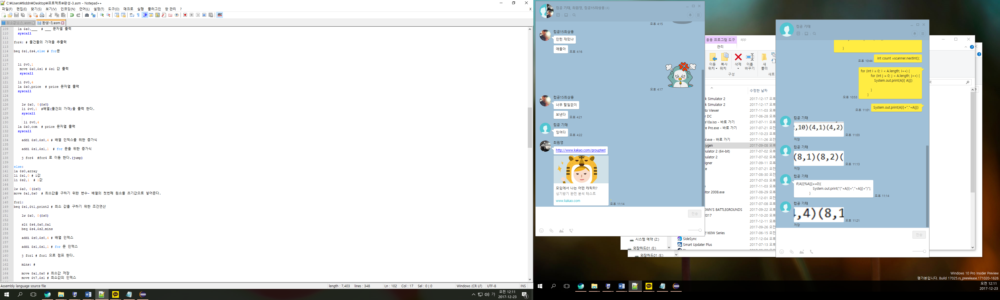 C:\Users\tkddn\Desktop\프로젝트\완성-3.asm - Notepad++
파일(F) 편집(E) 찾기(S) 보기(V) 인코딩(N) 언어(L) 설정(T) 도구(O) 매크로 실행 플러그인 창 관리 ? X
최소값소스.asm 완성-3.asm
109 la $a0,___ # ___ 문자열 출력
110 syscall
111
112 for4: # 물건들의 가격을 추출력
113
114 beq $s1,$s4,else # for문
115
116
117 li $v0,1
118 move $a0,$s1 # $s1 값 출력
119 syscall
120
121 li $v0,4
122 la $a0,price # price 문자열 출력
123 syscall
124
125
126 lw $a0, 0($s0)
127 li $v0,1 #배열(물건의 가격)을 출력 한다.
128 syscall
129
130 li $v0,4
131 la $a0,com # price 문자열 출력
132 syscall
133
134 addi $s0,$s0,4 # 배열 인덱스를 위한 증가식
135
136 addi $s1,$s1,1 # for 문을 위한 증가식
137
138 j for4 #for4 로 이동 한다.(jump)
139
140 else:
141 la $s0,array
142 li $s1,0 # i값
143 li $s2,1 # 1값
144
145 lw $a0, 0($s0)
146 move $a1,$a0 # 최소값을 구하기 위한 변수- 배열의 첫번째 원소를 초기값으로 넣어준다.
147
148 for1:
149 beq $s1,$t1,print2 # 최소 값을 구하기 위한 조건연산
150
151 lw $a0, 0($s0)
152
153 slt $s4,$a0,$a1
154 beq $s4,$s2,mins
155
156 addi $s0,$s0,4 # 배열 인덱스
157
158 addi $s1,$s1,1 # for 문 인덱스
159
160 j for1 # for1 으로 점프 한다.
161
162 mins: #
163
164 move $a1,$a0 # 최소값 저장
165 move $t7,$s1 # 최소값의 인덱스
Assembly language source file length : 7,403 lines : 348 Ln : 102 Col : 17 Sel : 0 | 0 Windows (CR LF) UTF-8 INS
가 오전 12:11
2017-12-23
컴공 기태, 최원영, 컴공15최상용 (4)
오후 4:15
컴공15최상용
인턴 재밌냐
얘들아 오후 4:16
오후 4:17
컴공15최상용
너무 할일없이
보낸다 오후 4:21
컴공 기태
잉여다 오후 4:22
최원영
http://www.kakao.com/grouptest
모임에서 나는 어떤 캐릭터?
싱기방기 완전 분석 테스트
www.kakao.com
오후 11:14
전송
응용 프로그램 도구 app
관리
이동 위치 복사 위치 삭제 이름 바꾸기 새 폴더
구성 새로
수정한 날짜
k Simulator 2 2017-12-17 오후
k Simulator 2 2017-12-17 오후
to Viewer 2017-11-03 오후
r DC 2017-06-28 오후
e10a.iso - 바로 가기 2017-07-11 오후
e Pro.exe - 바로 가기 2017-07-21 오전
2017-10-23 오후
al.exe - 바로 가기 2017-11-26 오전
xygen 2017-09-08 오후
mulator 2 (64-bit) 2017-07-02 오후
mulator 2 2017-07-02 오후
igner 2017-09-11 오후
2017-07-21 오전
2017-08-30 오전
2017-07-03 오후
2017-11-03 오후
itor 2008.exe 2017-08-29 오후
2017-12-01 오후
2017-07-08 오후
OWN'S BATTLEGROUNDS 2017-09-22 오후
2017 2017-10-20 오후
2017-12-11 오후
2017-09-26 오후
2160W Series 2017-06-15 오전
SideSync 2017-12-04 오후
Smart Updater Plus 2017-07-13 오후
시스템 예약 (Z:)
외장하드01 (E:)
외장하드01 (E:)
컴공 기태
}
오후 10:44 int count =scanner.nextInt();
for (int i = 0; i < A.length; i++) {
for (int j = 0; j < A.length; j++) {
System.out.print(A[i] A[j])
}
오후 10:53 }
오후 11:01 System.out.print(A[i]+","+A[j])
컴공 기태
,10)(4,1)(4,2) 오후 11:03
저장
컴공 기태
(8,1)(8,2)( 오후 11:13
저장
컴공 기태
if(A[i]%A[j]==0){
System.out.print("("+A[i]+","+A[j]+")");
} 오후 11:14
컴공 기태
4,4)(8,1 오후 11:21
저장
전송
Windows 10 Pro Insider Preview
평가본입니다. Build 17025.rs_prerelease.171020-1626
오전 12:11
2017-12-23